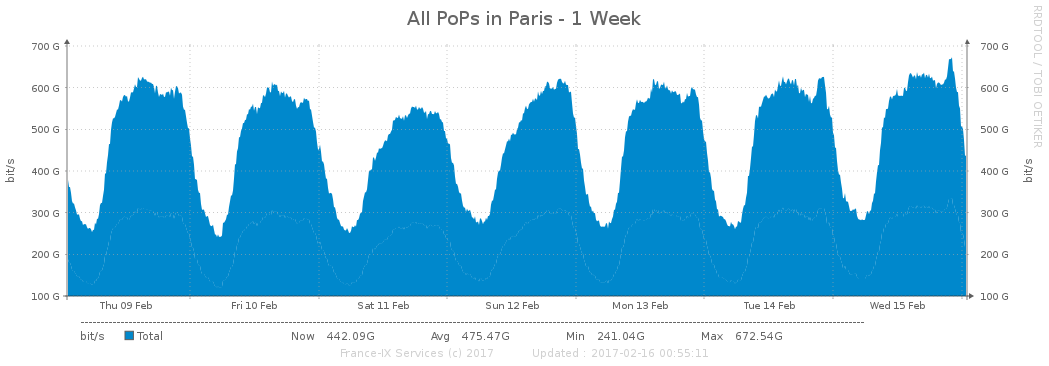 All PoPs in Paris - 1 Week
RRDTOOL / TOBI OETIKER
700 G 700 G
600 G 600 G
500 G 500 G
400 G 400 G
300 G 300 G
200 G 200 G
100 G 100 G
bit/s bit/s
Thu 09 Feb Fri 10 Feb Sat 11 Feb Sun 12 Feb Mon 13 Feb Tue 14 Feb Wed 15 Feb
bit/s Total Now 442.09G Avg 475.47G Min 241.04G Max 672.54G
France-IX Services (c) 2017 Updated : 2017-02-16 00:55:11